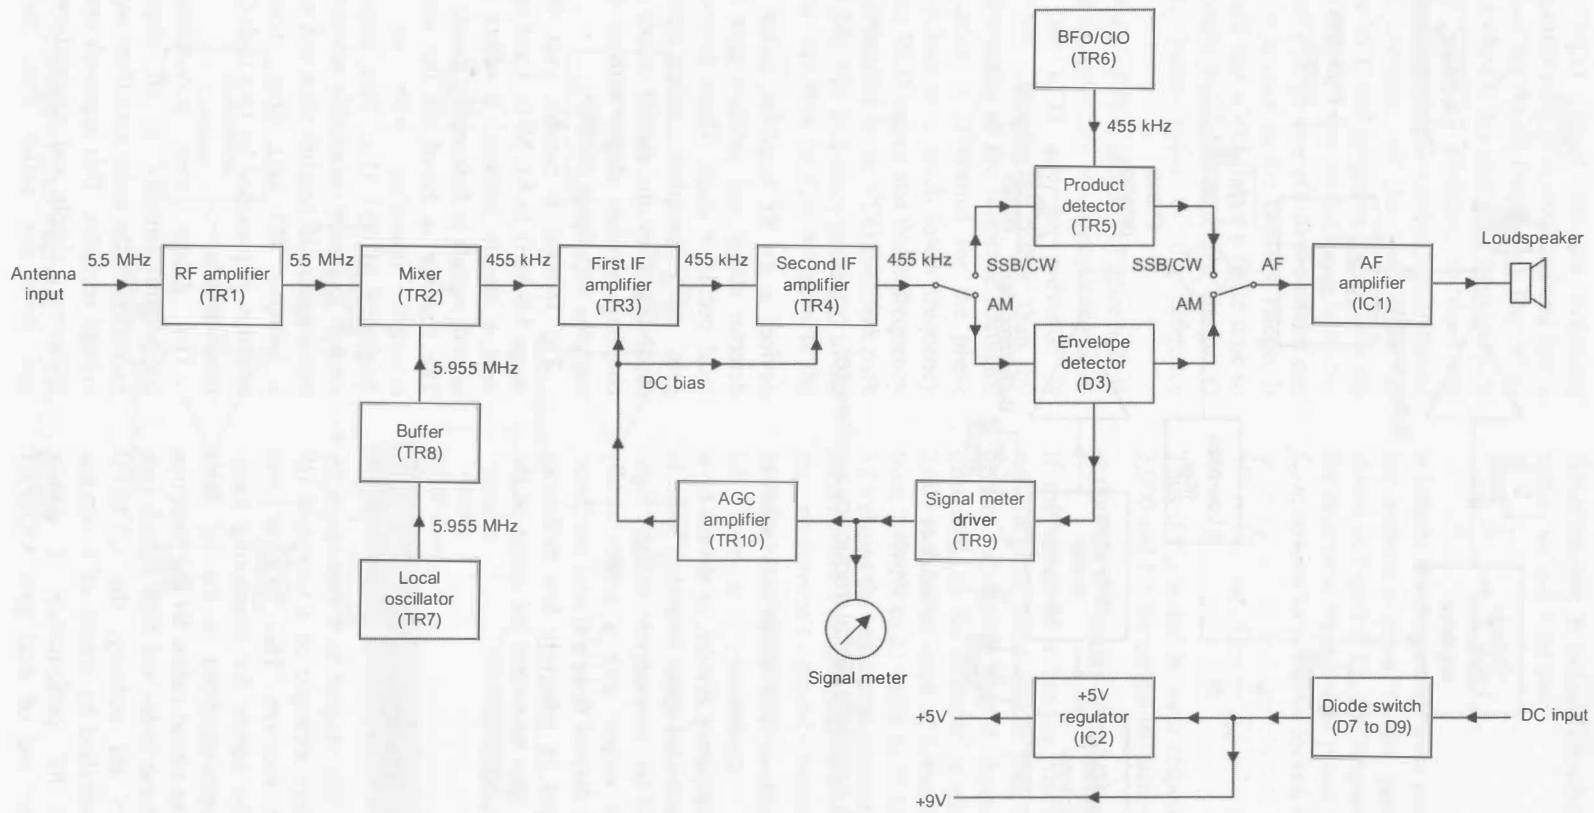 BFO/CIO
(TR6)
455 kHz
Product
detector
(TR5)
SSB/CW
SSB/CW
AM
AM
Antenna
input
5.5 MHz
RF amplifier
(TR1)
5.5 MHz
Mixer
(TR2)
455 kHz
First IF
amplifier
(TR3)
455 kHz
Second IF
amplifier
(TR4)
455 kHz
AF
AF
amplifier
(IC1)
Loudspeaker
5.955 MHz
DC bias
Envelope
detector
(D3)
Buffer
(TR8)
5.955 MHz
Local
oscillator
(TR7)
AGC
amplifier
(TR10)
Signal meter
driver
(TR9)
Signal meter
+5V
+5V
regulator
(IC2)
Diode switch
(D7 to D9)
DC input
+9V